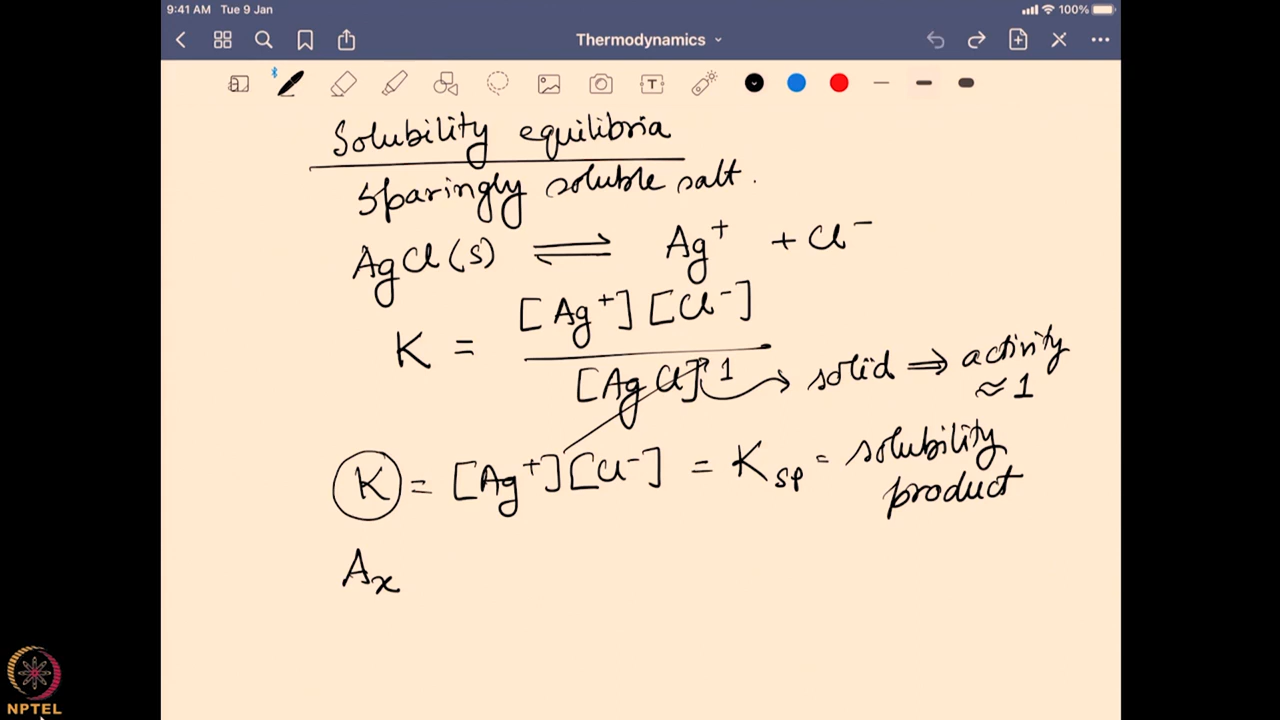 9:41 AM Tue 9 Jan
100%
Thermodynamics
Solubility equilibria
Sparingly soluble salt.
AgCl(s) ⇌ Ag⁺ + Cl⁻
K = [Ag⁺][Cl⁻] / [AgCl] 1 → solid ⇒ activity ≈ 1
K = [Ag⁺][Cl⁻] = Ksp = solubility product
Aₓ
NPTEL